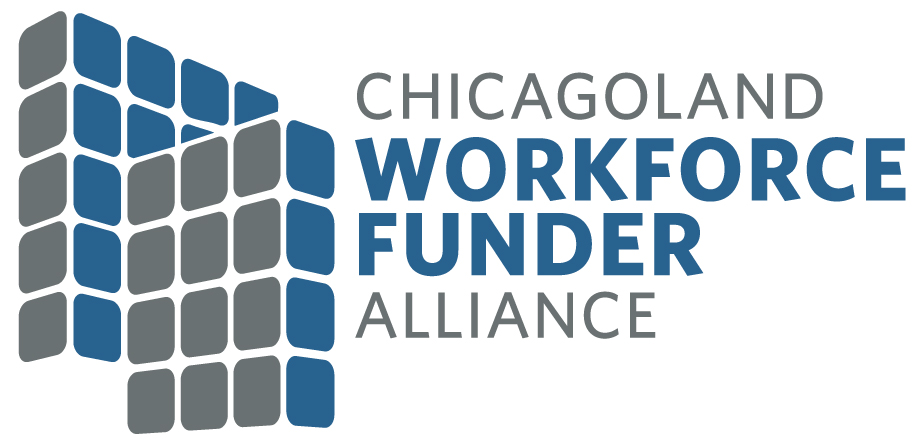 CHICAGOLAND
WORKFORCE
FUNDER
ALLIANCE